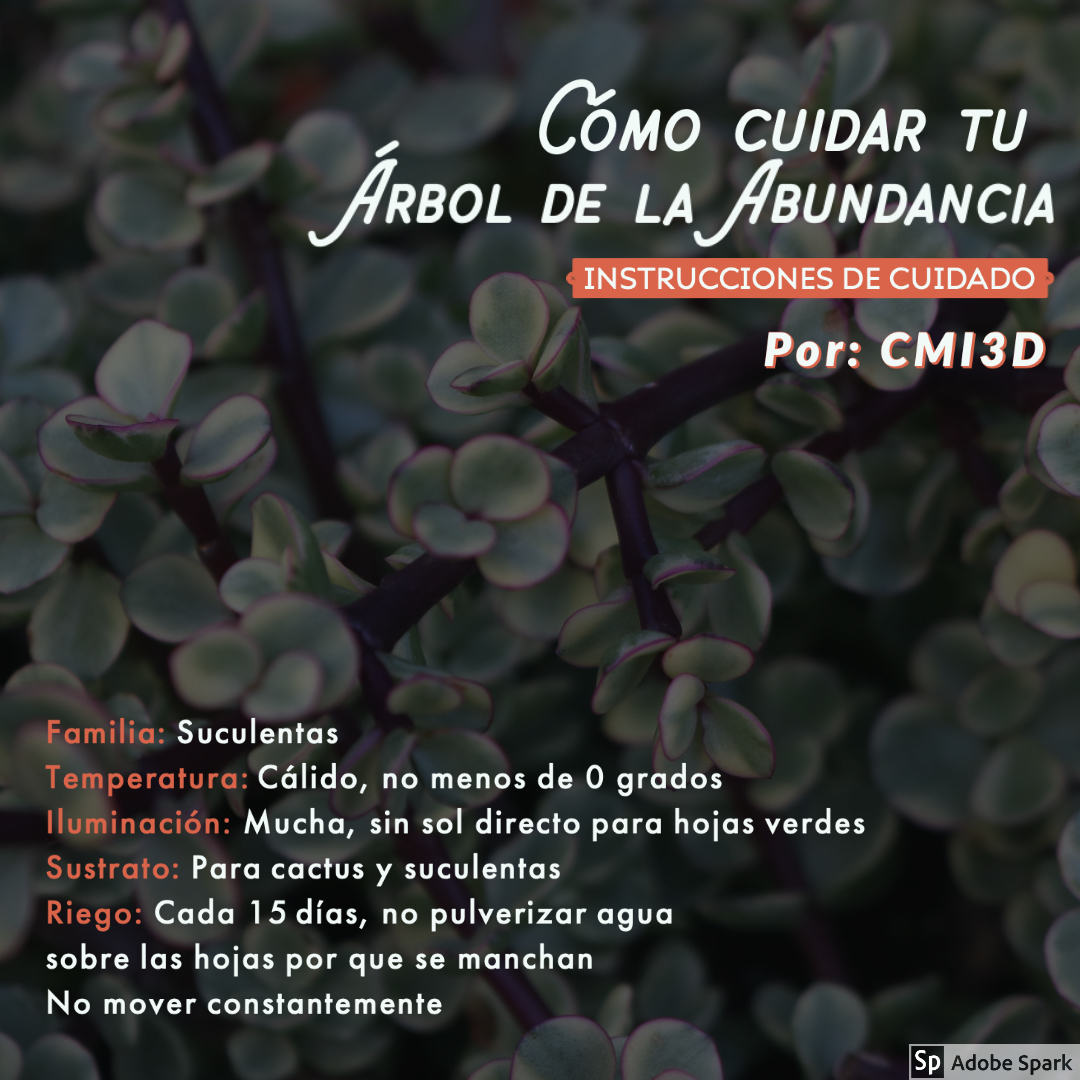 Cómo cuidar tu
Árbol de la Abundancia
INSTRUCCIONES DE CUIDADO
Por: CMI3D
Familia: Suculentas
Temperatura: Cálido, no menos de 0 grados
Iluminación: Mucha, sin sol directo para hojas verdes
Sustrato: Para cactus y suculentas
Riego: Cada 15 días, no pulverizar agua
sobre las hojas por que se manchan
No mover constantemente
Sp Adobe Spark